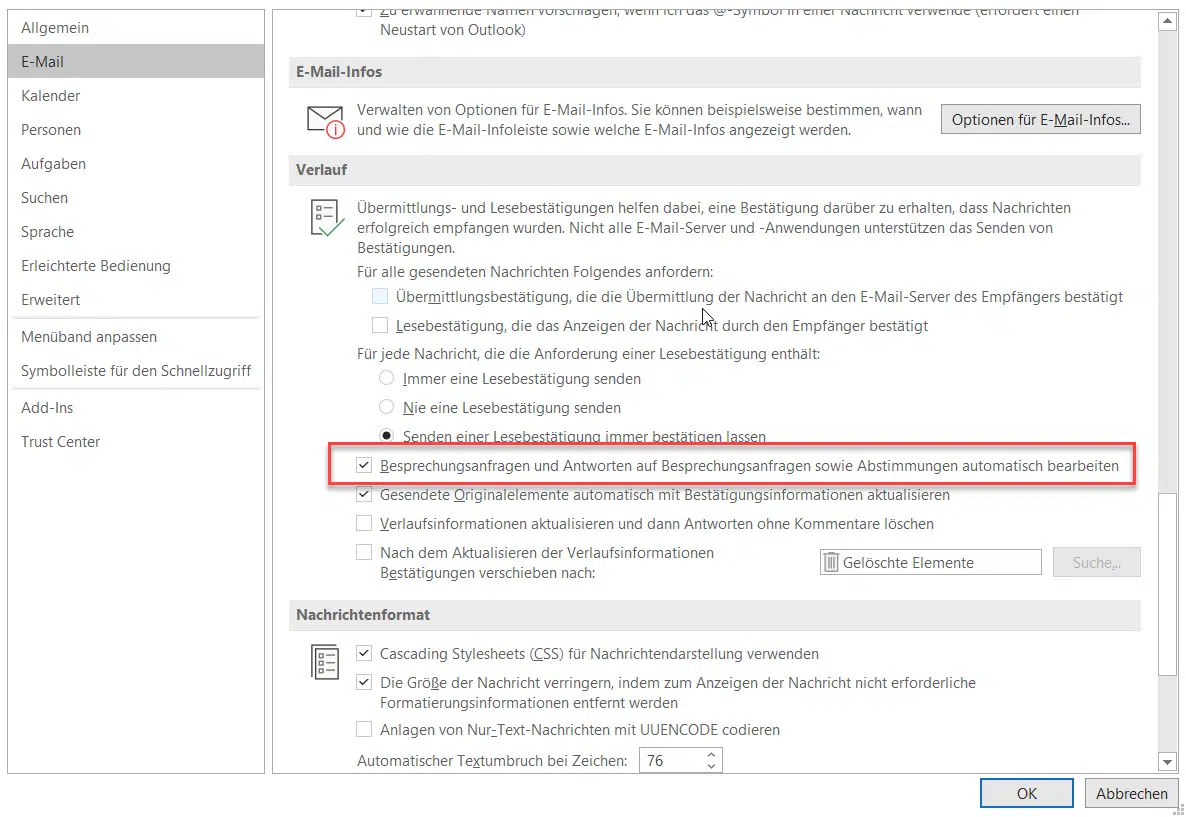 Allgemein
E-Mail
Kalender
Personen
Aufgaben
Suchen
Sprache
Erleichterte Bedienung
Erweitert
Menüband anpassen
Symbolleiste für den Schnellzugriff
Add-Ins
Trust Center
Zu erwähnende Namen vorschlagen, wenn ich das @-Symbol in einer Nachricht verwende (erfordert einen
Neustart von Outlook)
E-Mail-Infos
Verwalten von Optionen für E-Mail-Infos. Sie können beispielsweise bestimmen, wann
und wie die E-Mail-Infoleiste sowie welche E-Mail-Infos angezeigt werden.
Optionen für E-Mail-Infos...
Verlauf
Übermittlungs- und Lesebestätigungen helfen dabei, eine Bestätigung darüber zu erhalten, dass Nachrichten
erfolgreich empfangen wurden. Nicht alle E-Mail-Server und -Anwendungen unterstützen das Senden von
Bestätigungen.
Für alle gesendeten Nachrichten Folgendes anfordern:
Übermittlungsbestätigung, die die Übermittlung der Nachricht an den E-Mail-Server des Empfängers bestätigt
Lesebestätigung, die das Anzeigen der Nachricht durch den Empfänger bestätigt
Für jede Nachricht, die die Anforderung einer Lesebestätigung enthält:
Immer eine Lesebestätigung senden
Nie eine Lesebestätigung senden
Senden einer Lesebestätigung immer bestätigen lassen
Besprechungsanfragen und Antworten auf Besprechungsanfragen sowie Abstimmungen automatisch bearbeiten
Gesendete Originalelemente automatisch mit Bestätigungsinformationen aktualisieren
Verlaufsinformationen aktualisieren und dann Antworten ohne Kommentare löschen
Nach dem Aktualisieren der Verlaufsinformationen
Bestätigungen verschieben nach:
Gelöschte Elemente
Suche...
Nachrichtenformat
Cascading Stylesheets (CSS) für Nachrichtendarstellung verwenden
Die Größe der Nachricht verringern, indem zum Anzeigen der Nachricht nicht erforderliche
Formatierungsinformationen entfernt werden
Anlagen von Nur-Text-Nachrichten mit UUENCODE codieren
Automatischer Textumbruch bei Zeichen: 76
OK
Abbrechen